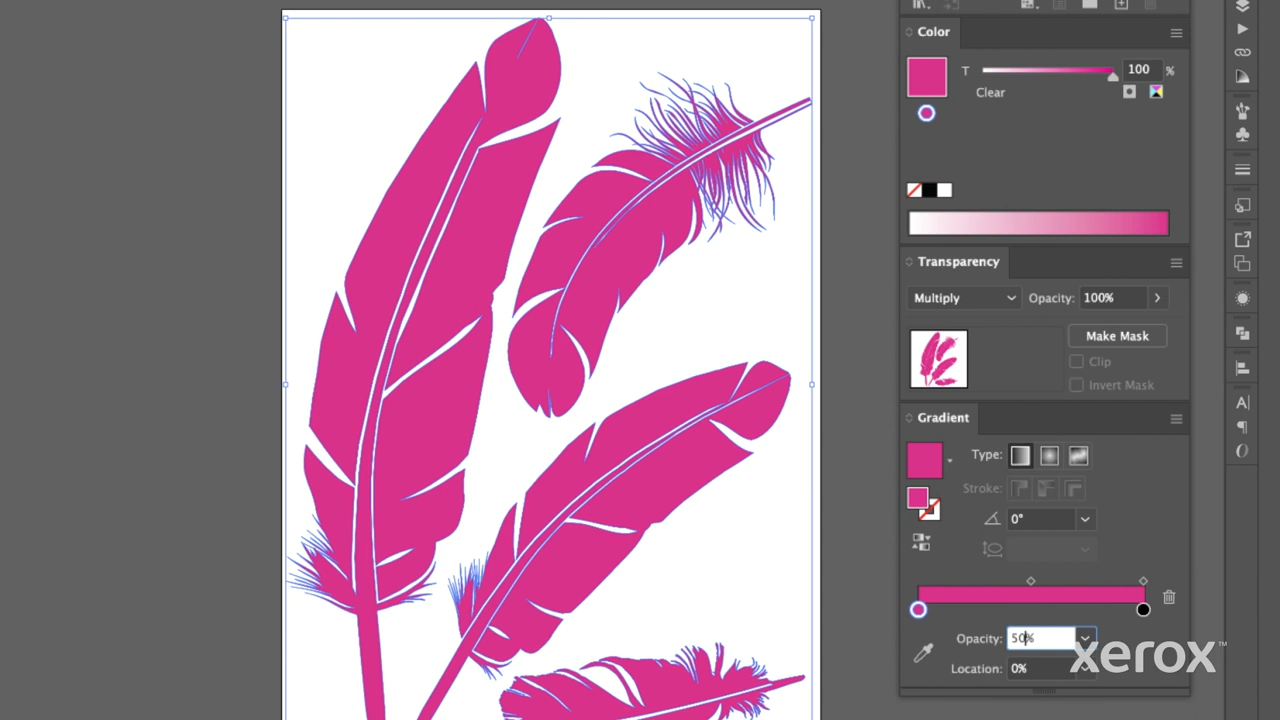 Color
T 100 %
Clear
Transparency
Multiply Opacity: 100%
Make Mask
Clip
Invert Mask
Gradient
Type:
Stroke:
0°
Opacity: 50%
Location: 0%
xerox™